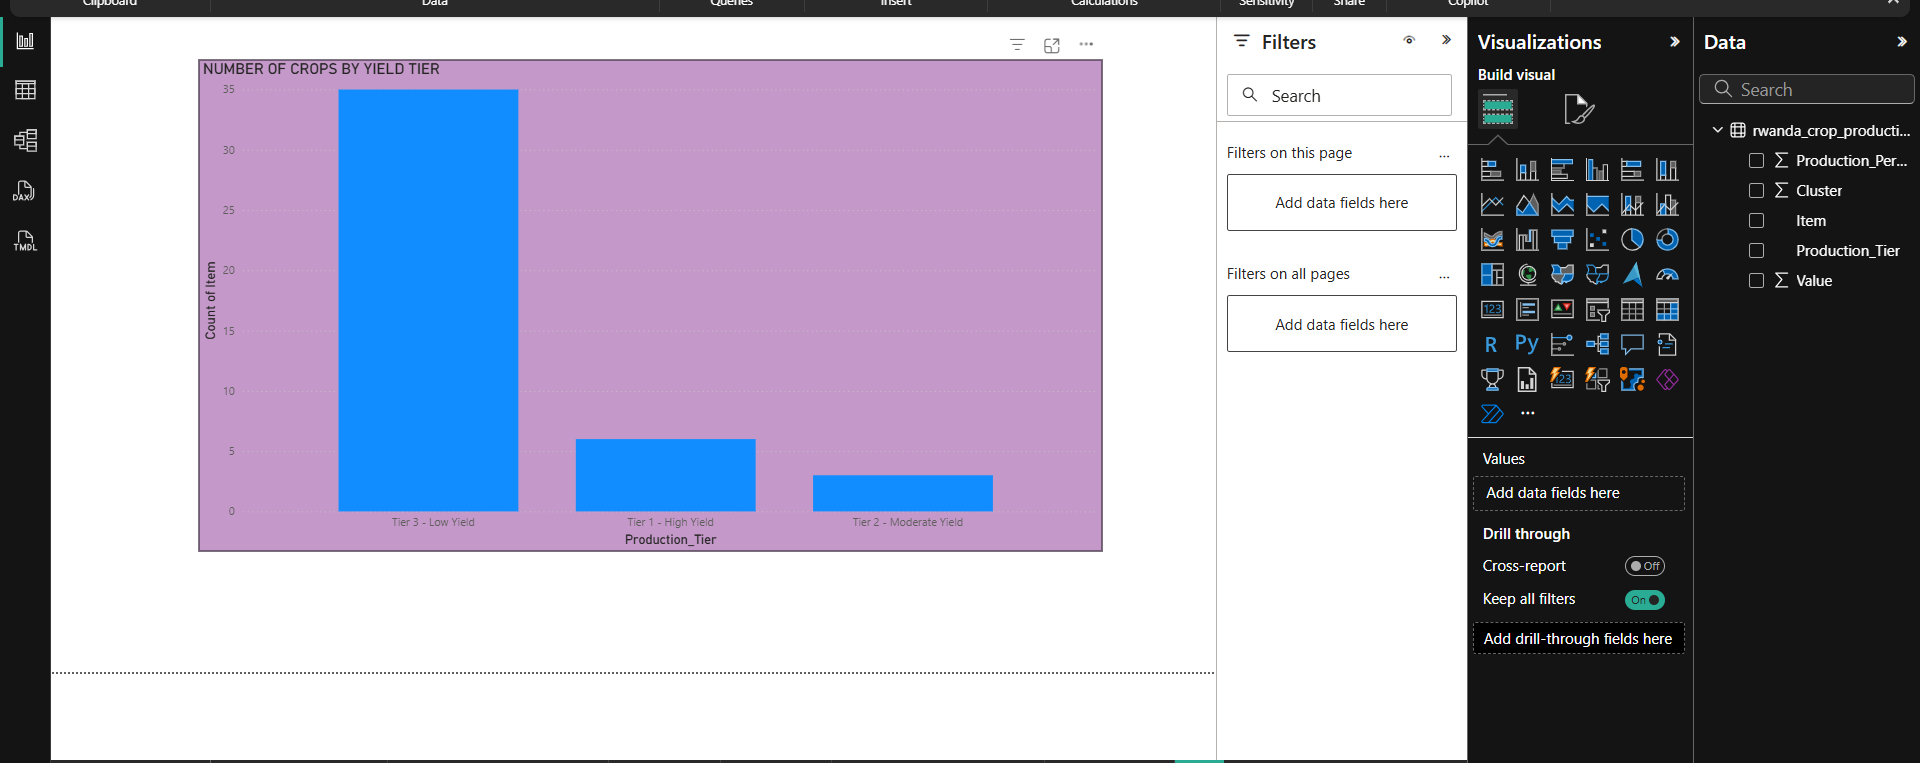 Clipboard
Data
Queries
Insert
Calculations
Sensitivity
Share
Copilot
DAX
TMDL
NUMBER OF CROPS BY YIELD TIER
35
30
25
20
15
10
5
0
Count of Item
Tier 3 - Low Yield
Tier 1 - High Yield
Tier 2 - Moderate Yield
Production_Tier
Filters
Search
Filters on this page
...
Add data fields here
Filters on all pages
...
Add data fields here
Visualizations
Build visual
123
R
Py
123
...
Values
Add data fields here
Drill through
Cross-report
Off
Keep all filters
On
Add drill-through fields here
Data
Search
rwanda_crop_producti...
Production_Per...
Cluster
Item
Production_Tier
Value